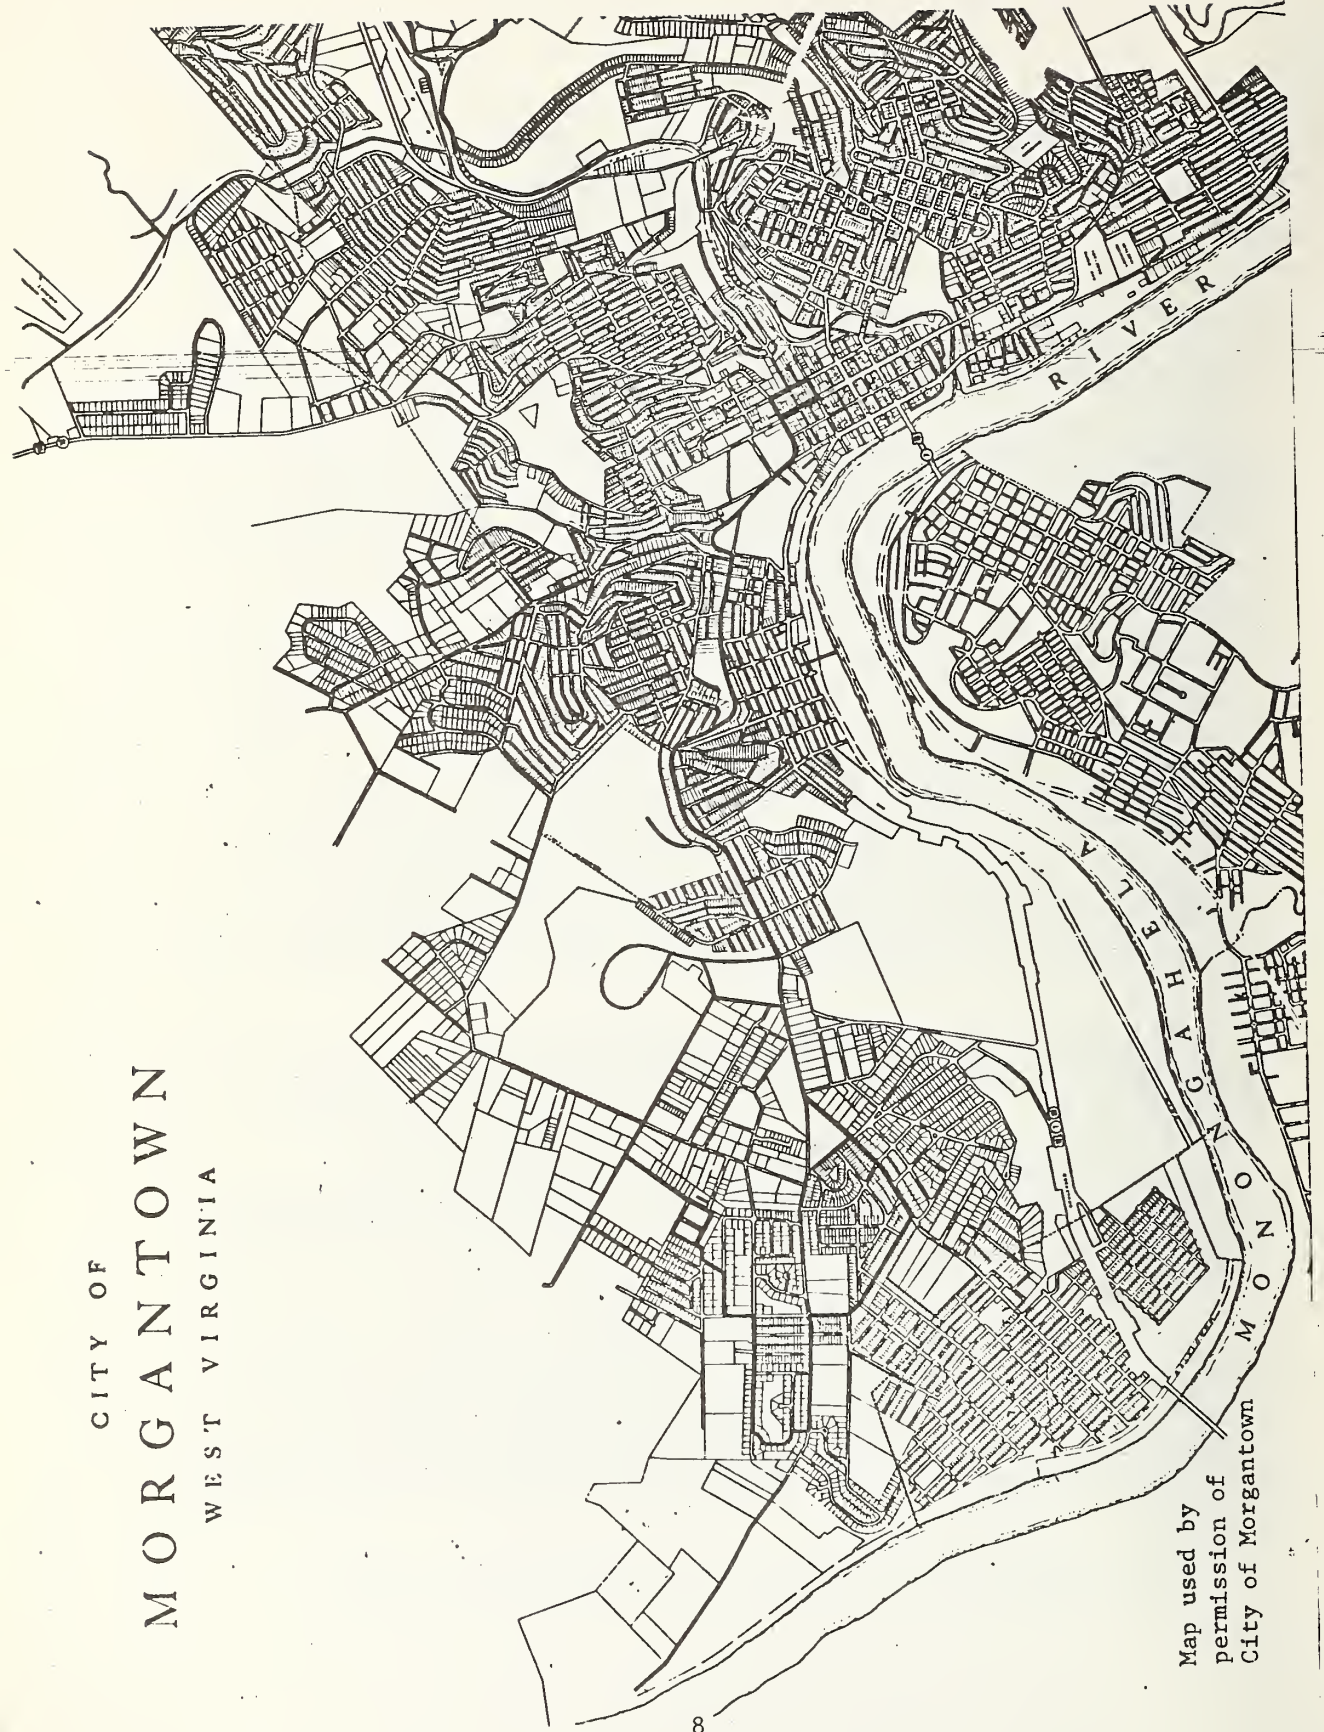 CITY OF
MORGANTOWN
WEST VIRGINIA
MONONGAHELA
RIVER
Map used by
permission of
City of Morgantown
8